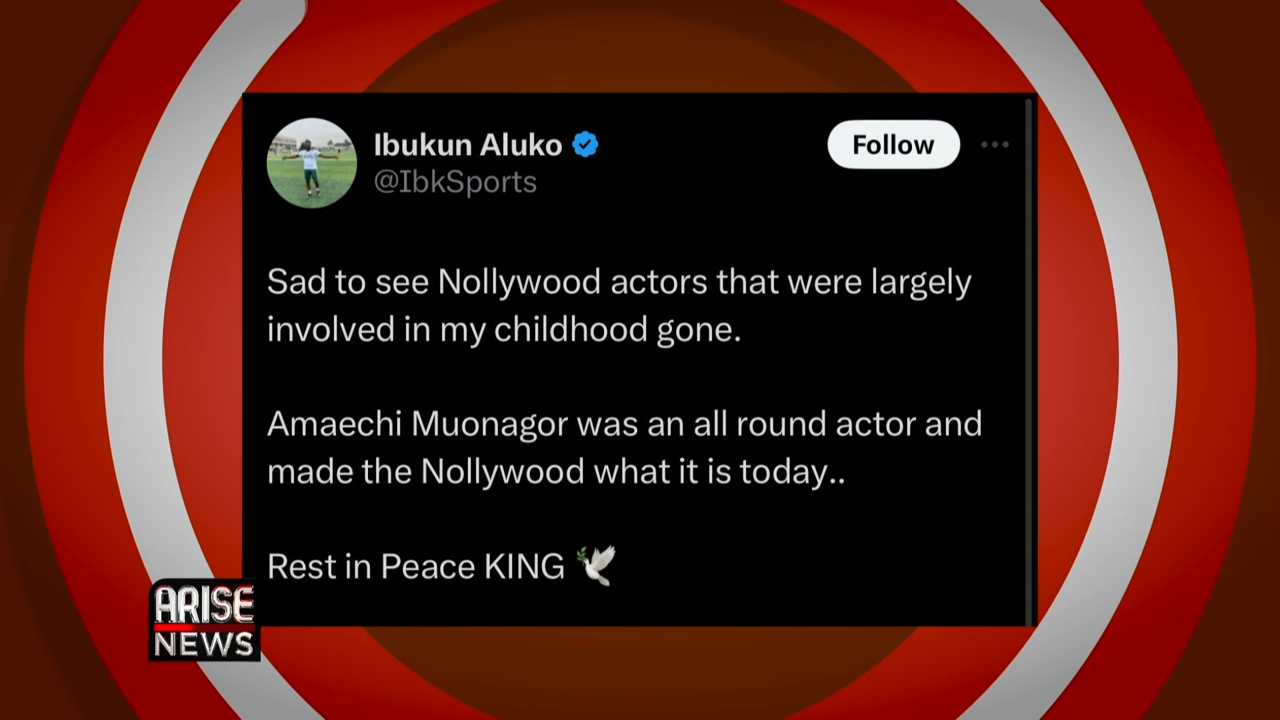 Ibukun Aluko
@IbkSports
Follow
Sad to see Nollywood actors that were largely
involved in my childhood gone.
Amaechi Muonagor was an all round actor and
made the Nollywood what it is today..
Rest in Peace KING 🕊️
ARISE
NEWS